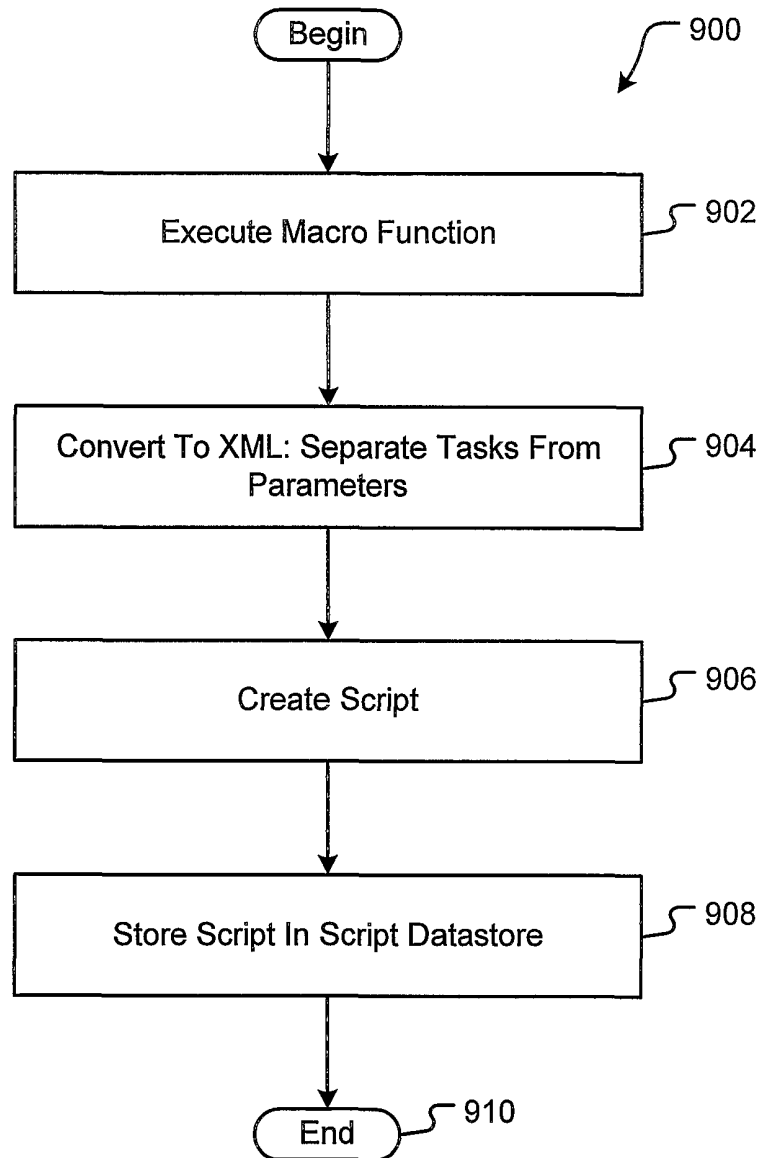 Begin
900
Execute Macro Function
902
Convert To XML: Separate Tasks From
Parameters
904
Create Script
906
Store Script In Script Datastore
908
End
910